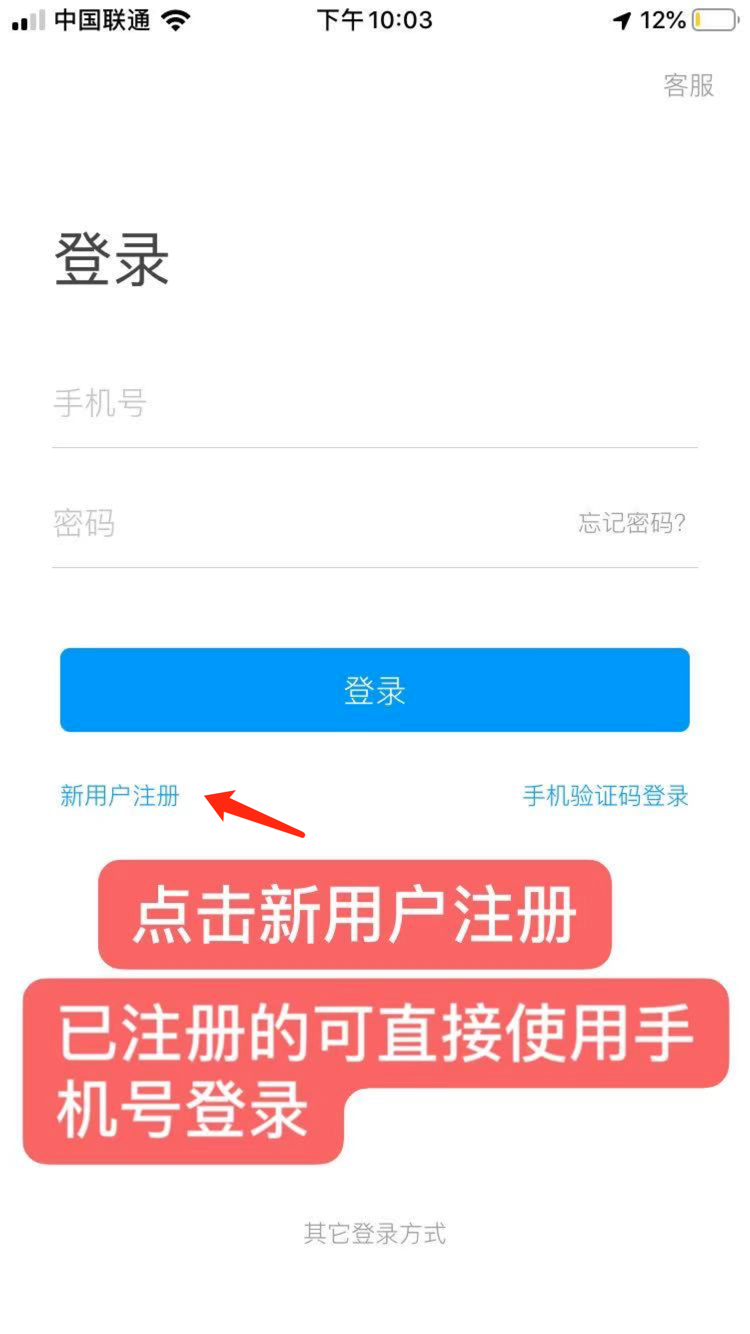 中国联通 下午10:03 12%
客服
登录
手机号
密码 忘记密码?
登录
新用户注册 手机验证码登录
点击新用户注册
已注册的可直接使用手
机号登录
其它登录方式